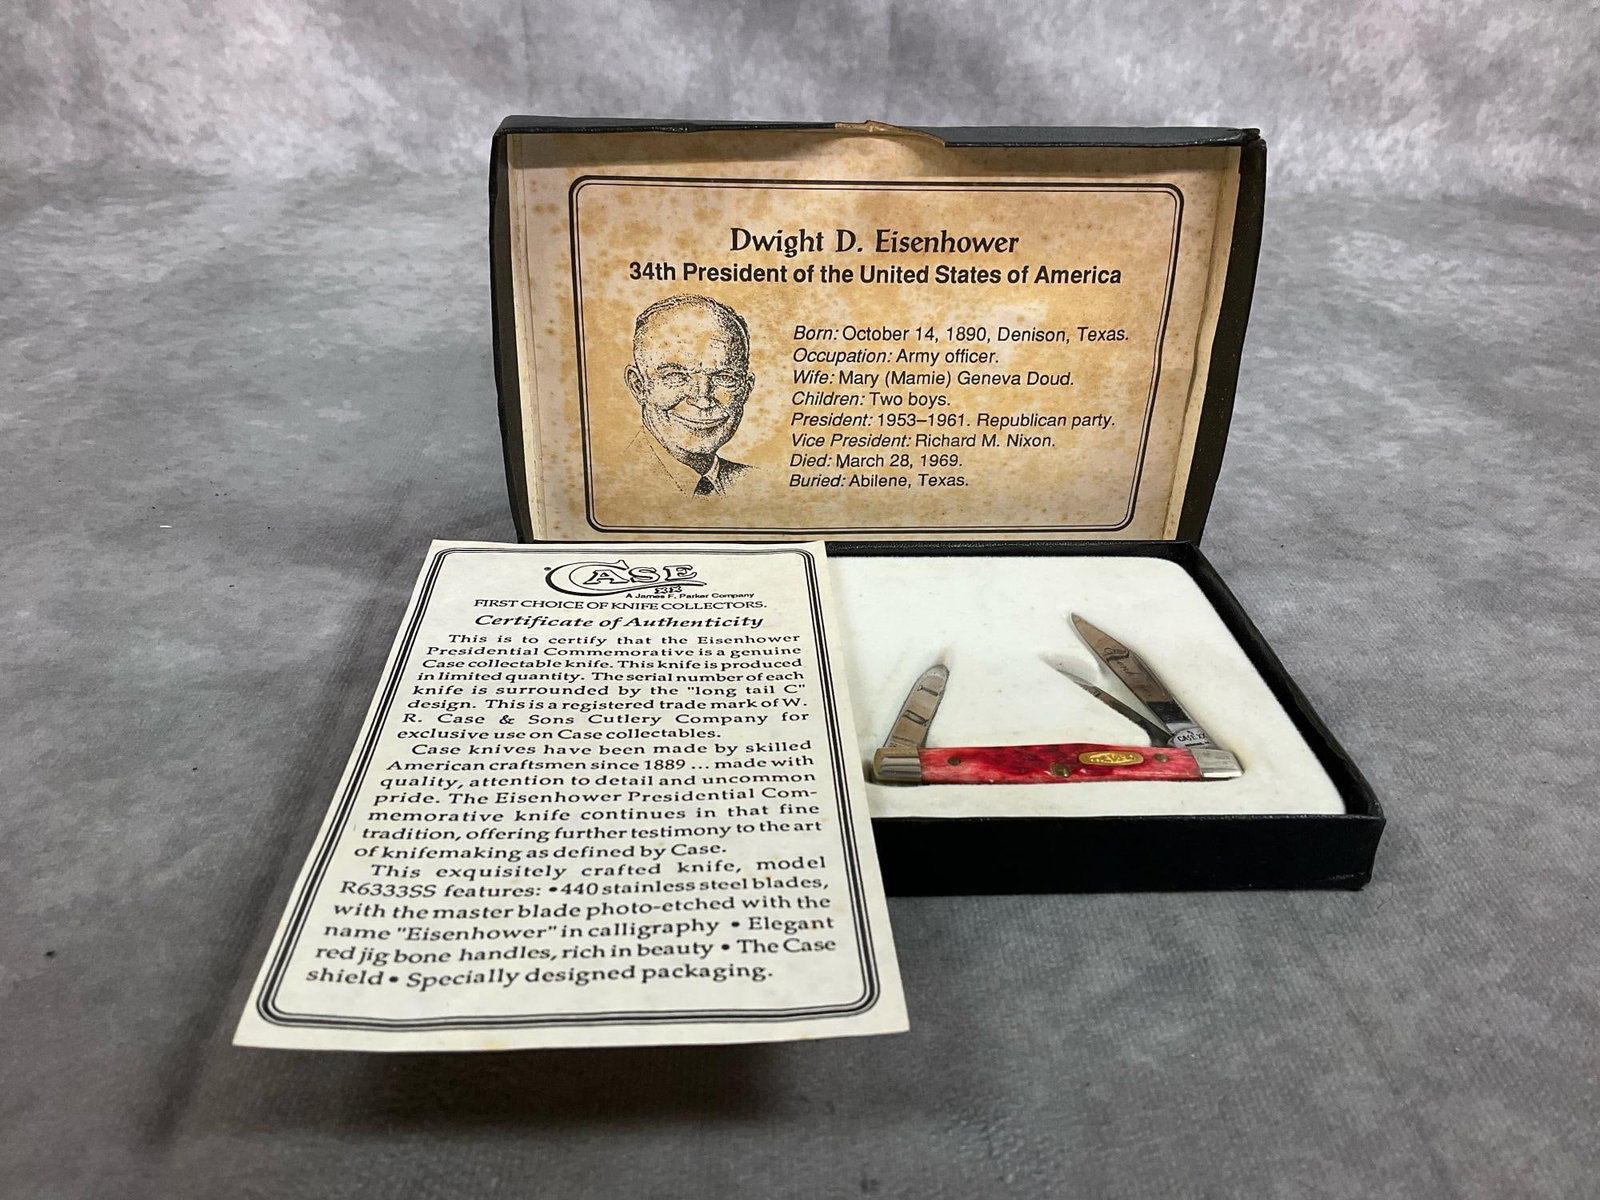 Dwight D. Eisenhower
34th President of the United States of America
Born: October 14, 1890, Denison, Texas.
Occupation: Army officer.
Wife: Mary (Mamie) Geneva Doud.
Children: Two boys.
President: 1953–1961. Republican party.
Vice President: Richard M. Nixon.
Died: March 28, 1969.
Buried: Abilene, Texas.
CASE
XX
A James F. Parker Company
FIRST CHOICE OF KNIFE COLLECTORS.
Certificate of Authenticity
This is to certify that the Eisenhower
Presidential Commemorative is a genuine
Case collectable knife. This knife is produced
in limited quantity. The serial number of each
knife is surrounded by the "long tail C"
design. This is a registered trade mark of W.
R. Case & Sons Cutlery Company for
exclusive use on Case collectables.
Case knives have been made by skilled
American craftsmen since 1889 ... made with
quality, attention to detail and uncommon
pride. The Eisenhower Presidential Com-
memorative knife continues in that fine
tradition, offering further testimony to the art
of knifemaking as defined by Case.
This exquisitely crafted knife, model
R6333SS features: • 440 stainless steel blades,
with the master blade photo-etched with the
name "Eisenhower" in calligraphy • Elegant
red jig bone handles, rich in beauty • The Case
shield • Specially designed packaging.
CASE XX